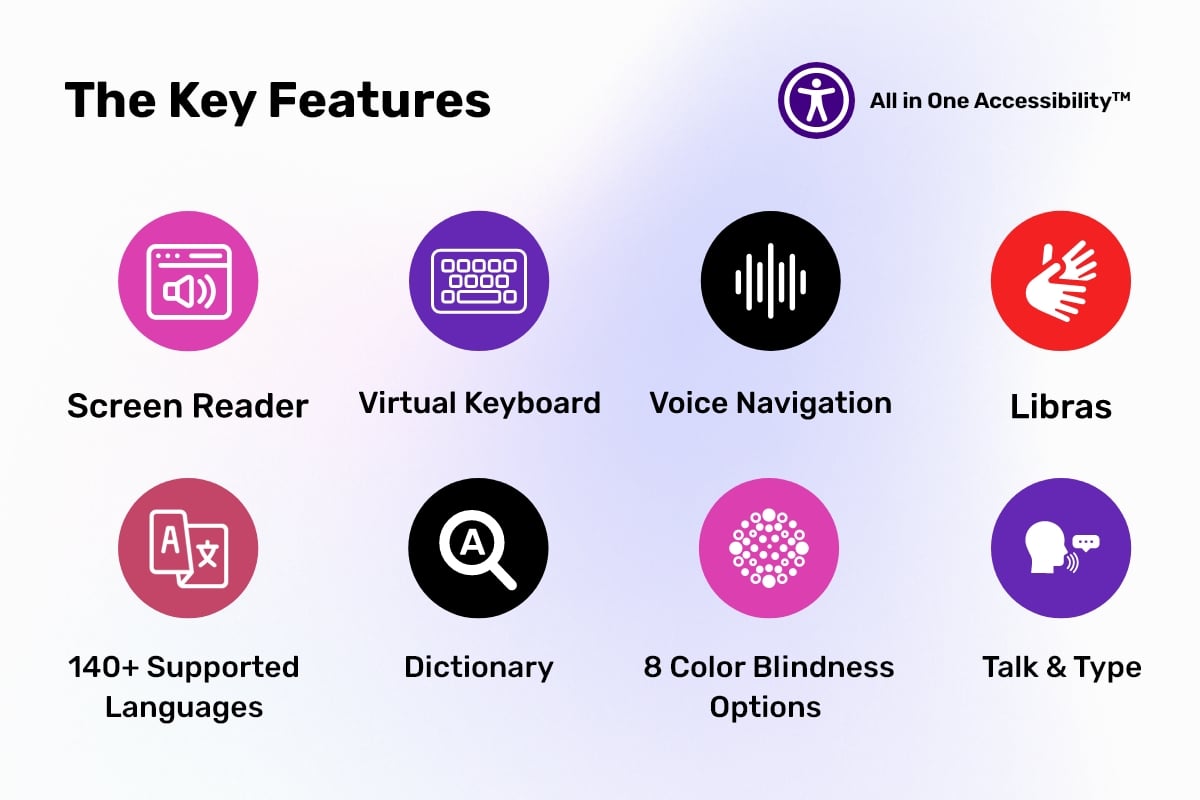 The Key Features
All in One Accessibility™
Screen Reader
Virtual Keyboard
Voice Navigation
Libras
A 文
140+ Supported
Languages
A
Dictionary
8 Color Blindness
Options
Talk & Type